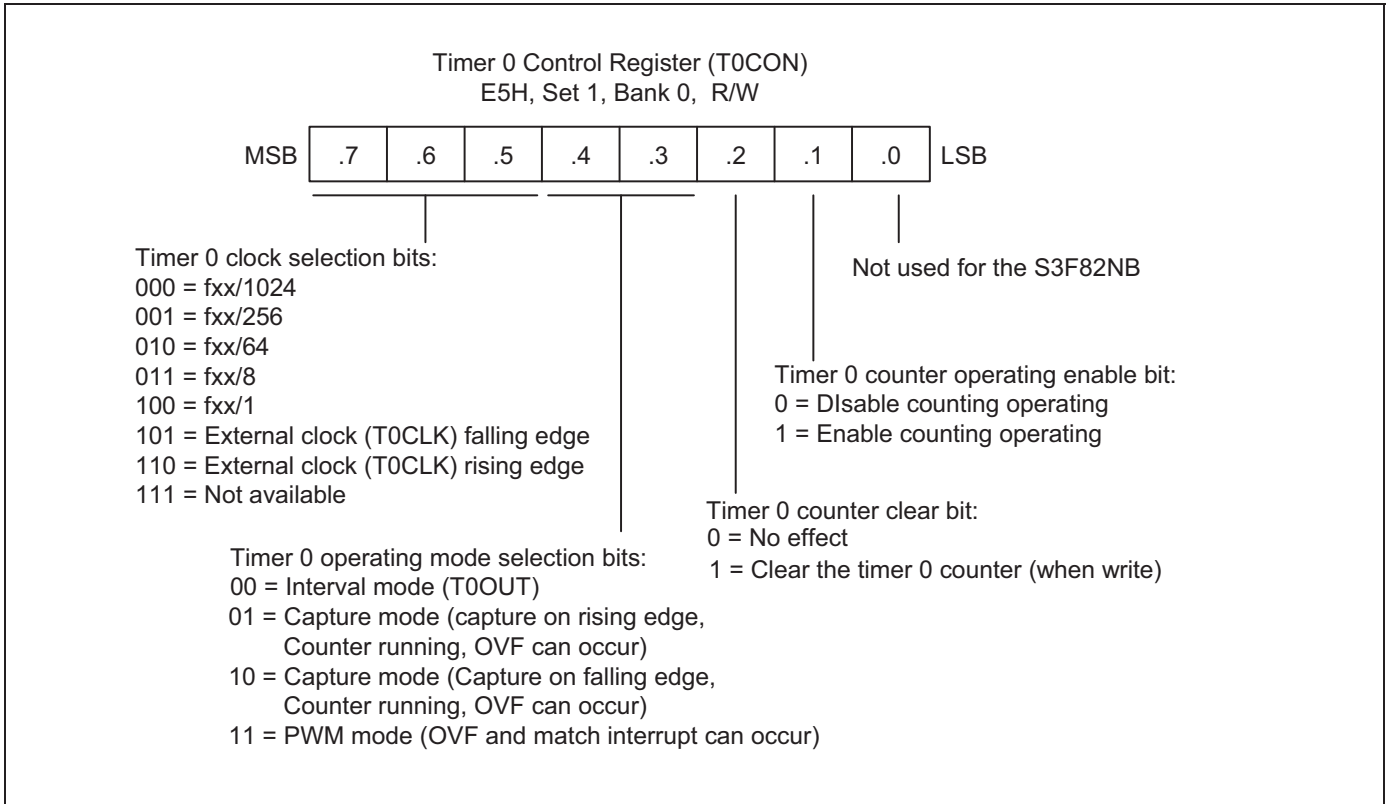 Timer 0 Control Register (T0CON)
E5H, Set 1, Bank 0, R/W
MSB .7 .6 .5 .4 .3 .2 .1 .0 LSB
Timer 0 clock selection bits:
000 = fxx/1024
001 = fxx/256
010 = fxx/64
011 = fxx/8
100 = fxx/1
101 = External clock (T0CLK) falling edge
110 = External clock (T0CLK) rising edge
111 = Not available
Timer 0 operating mode selection bits:
00 = Interval mode (T0OUT)
01 = Capture mode (capture on rising edge,
Counter running, OVF can occur)
10 = Capture mode (Capture on falling edge,
Counter running, OVF can occur)
11 = PWM mode (OVF and match interrupt can occur)
Timer 0 counter clear bit:
0 = No effect
1 = Clear the timer 0 counter (when write)
Timer 0 counter operating enable bit:
0 = DIsable counting operating
1 = Enable counting operating
Not used for the S3F82NB